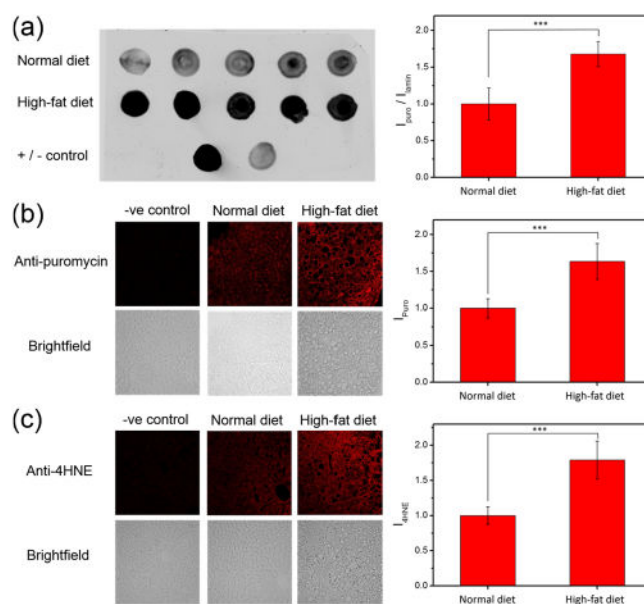 (a)
Normal diet
High-fat diet
+ / - control
2.0
1.5
1.0
0.5
0.0
I_puro / I_lamin
***
Normal diet High-fat diet
(b)
-ve control Normal diet High-fat diet
Anti-puromycin
Brightfield
2.0
1.5
1.0
0.5
0.0
I_Puro
***
Normal diet High-fat diet
(c)
-ve control Normal diet High-fat diet
Anti-4HNE
Brightfield
2.0
1.5
1.0
0.5
0.0
I_4HNE
***
Normal diet High-fat diet